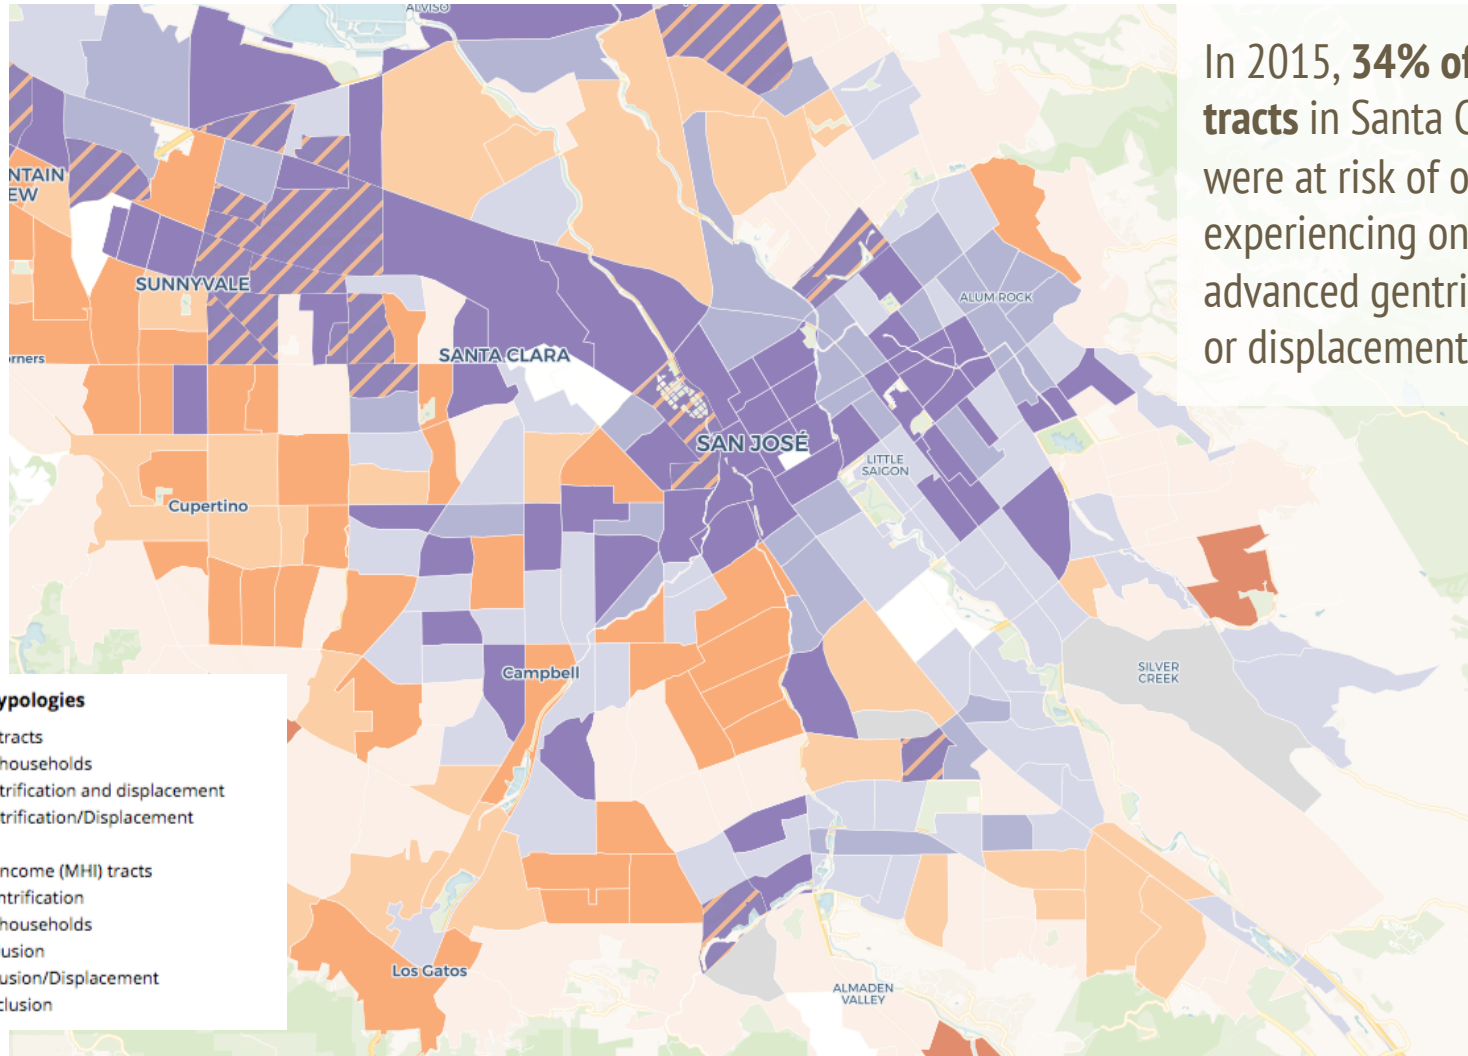 ALVISO
In 2015, 34% of
tracts in Santa C
were at risk of o
experiencing on
advanced gentri
or displacement
NTAIN
EW
SUNNYVALE
ALUM ROCK
orners
SANTA CLARA
SAN JOSÉ
LITTLE
SAIGON
Cupertino
SILVER
CREEK
Campbell
ypologies
tracts
households
trification and displacement
trification/Displacement
ncome (MHI) tracts
ntrification
households
lusion
usion/Displacement
clusion
Los Gatos
ALMADEN
VALLEY